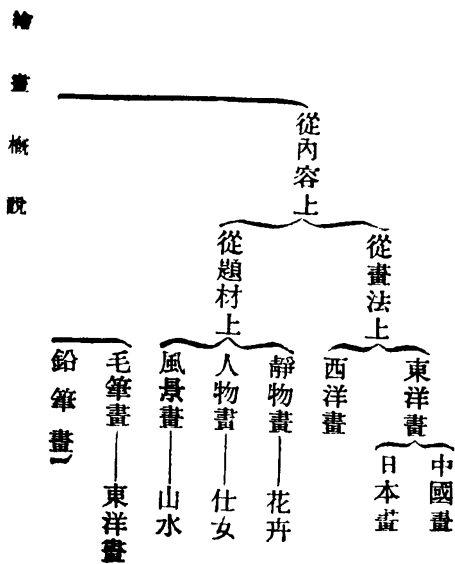 繪畫概說
從內容上
從畫法上
東洋畫
中國畫
日本畫
西洋畫
從題材上
靜物畫——花卉
人物畫——仕女
風景畫——山水
毛筆畫——東洋畫
鉛筆畫